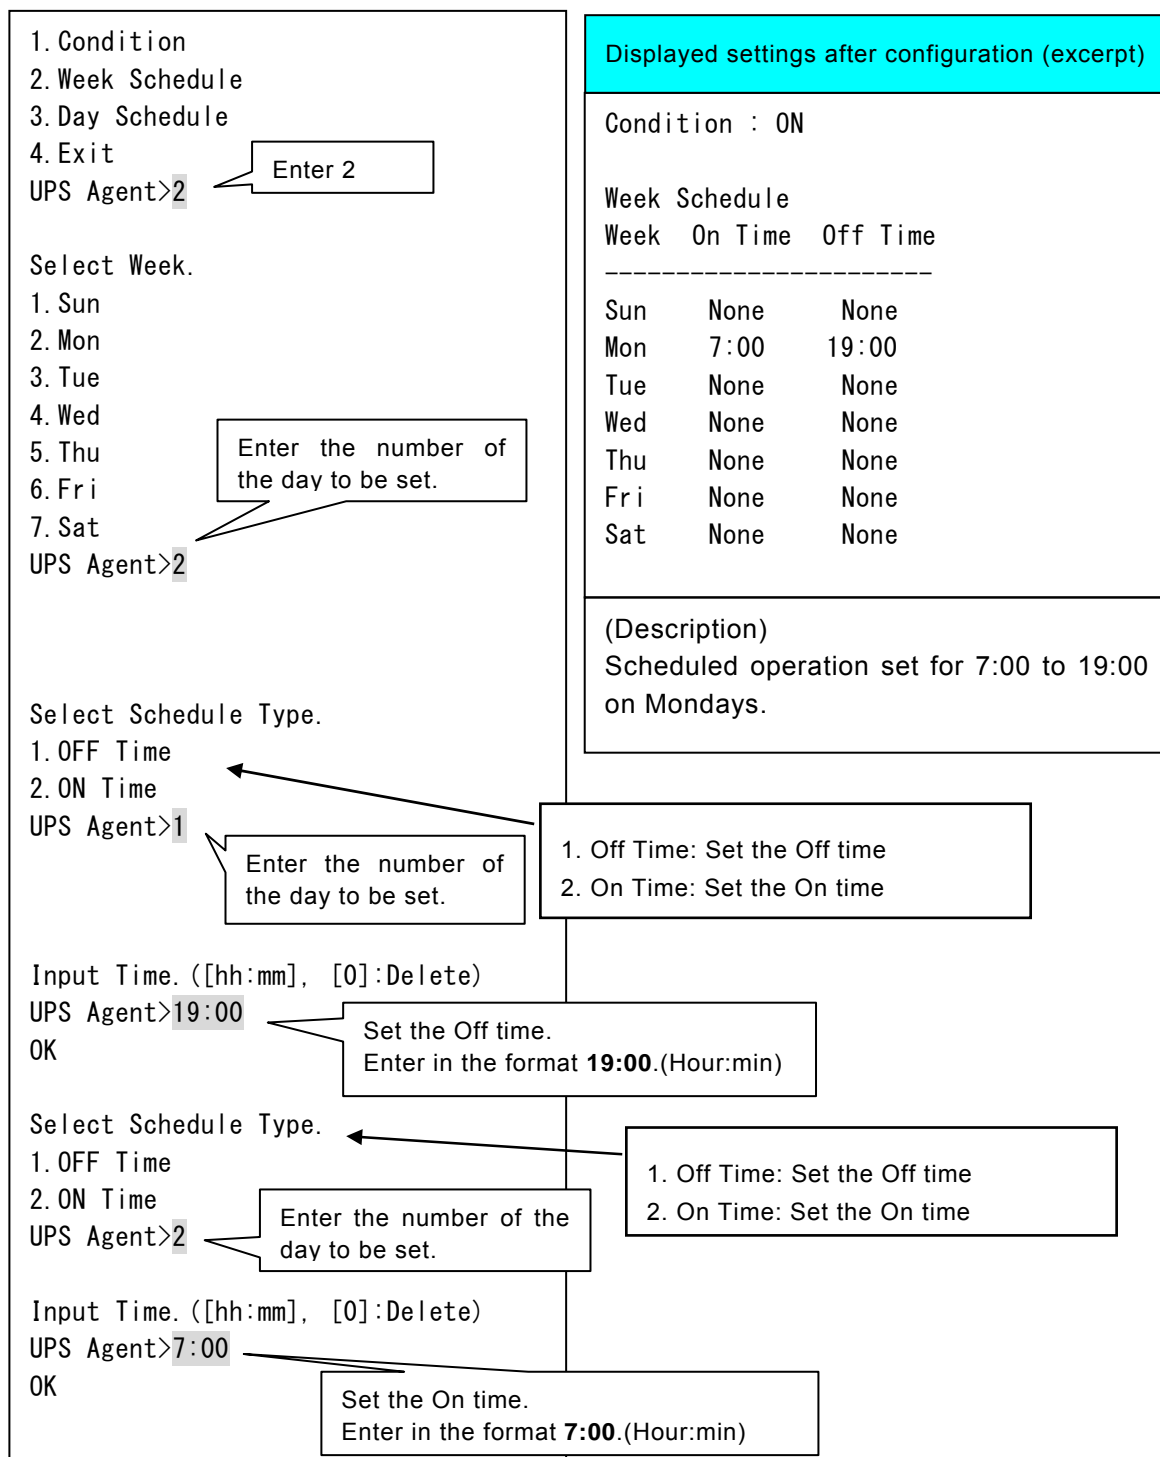 1.Condition
2.Week Schedule
3.Day Schedule
4.Exit
UPS Agent>2
Enter 2
Select Week.
1.Sun
2.Mon
3.Tue
4.Wed
5.Thu
6.Fri
7.Sat
UPS Agent>2
Enter the number of
the day to be set.
Select Schedule Type.
1.OFF Time
2.ON Time
UPS Agent>1
Enter the number of
the day to be set.
1. Off Time: Set the Off time
2. On Time: Set the On time
Input Time.([hh:mm], [0]:Delete)
UPS Agent>19:00
OK
Set the Off time.
Enter in the format 19:00.(Hour:min)
Select Schedule Type.
1.OFF Time
2.ON Time
UPS Agent>2
Enter the number of the
day to be set.
1. Off Time: Set the Off time
2. On Time: Set the On time
Input Time.([hh:mm], [0]:Delete)
UPS Agent>7:00
OK
Set the On time.
Enter in the format 7:00.(Hour:min)
Displayed settings after configuration (excerpt)
Condition : ON
Week Schedule
Week On Time Off Time
-----------------------
Sun None None
Mon 7:00 19:00
Tue None None
Wed None None
Thu None None
Fri None None
Sat None None
(Description)
Scheduled operation set for 7:00 to 19:00
on Mondays.